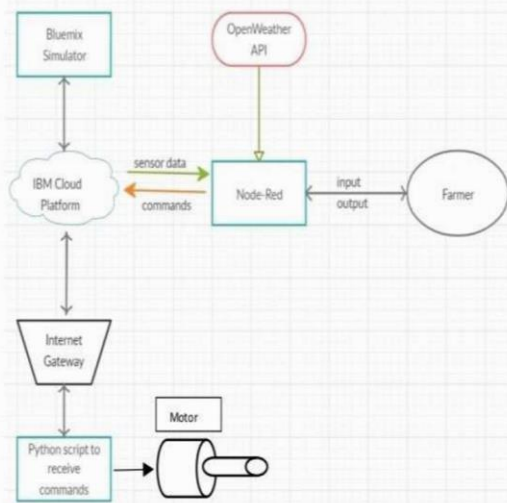 Bluemix
Simulator
OpenWeather
API
sensor data
IBM Cloud
Platform
commands
Node-Red
input
output
Farmer
Internet
Gateway
Motor
Python script to
receive
commands